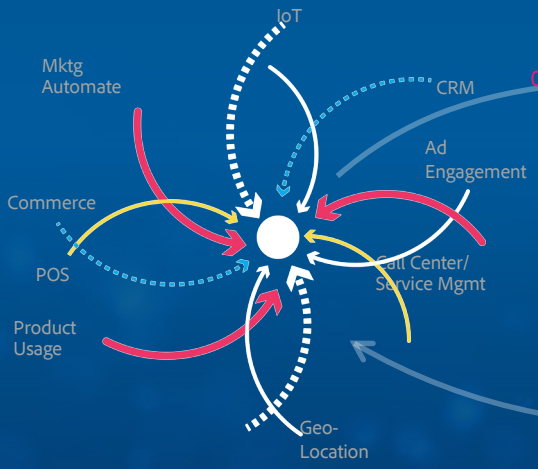 IoT
Mktg
Automate
CRM
Ad
Engagement
Commerce
Call Center/
Service Mgmt
POS
Product
Usage
Geo-
Location